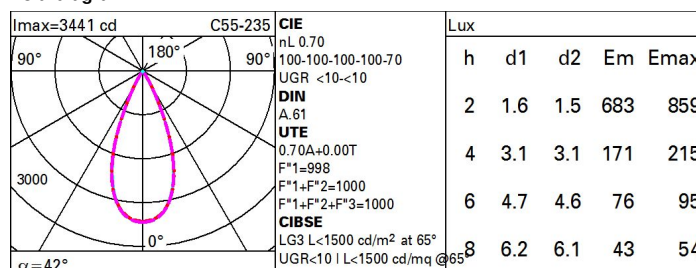 Imax=3441 cd C55-235
90° 180° 90°
3000
0°
α=42°
CIE
nL 0.70
100-100-100-100-70
UGR <10-<10
DIN
A.61
UTE
0.70A+0.00T
F"1=998
F"1+F"2=1000
F"1+F"2+F"3=1000
CIBSE
LG3 L<1500 cd/m² at 65°
UGR<10 | L<1500 cd/mq @65°
Lux
h d1 d2 Em Emax
2 1.6 1.5 683 859
4 3.1 3.1 171 215
6 4.7 4.6 76 95
8 6.2 6.1 43 54